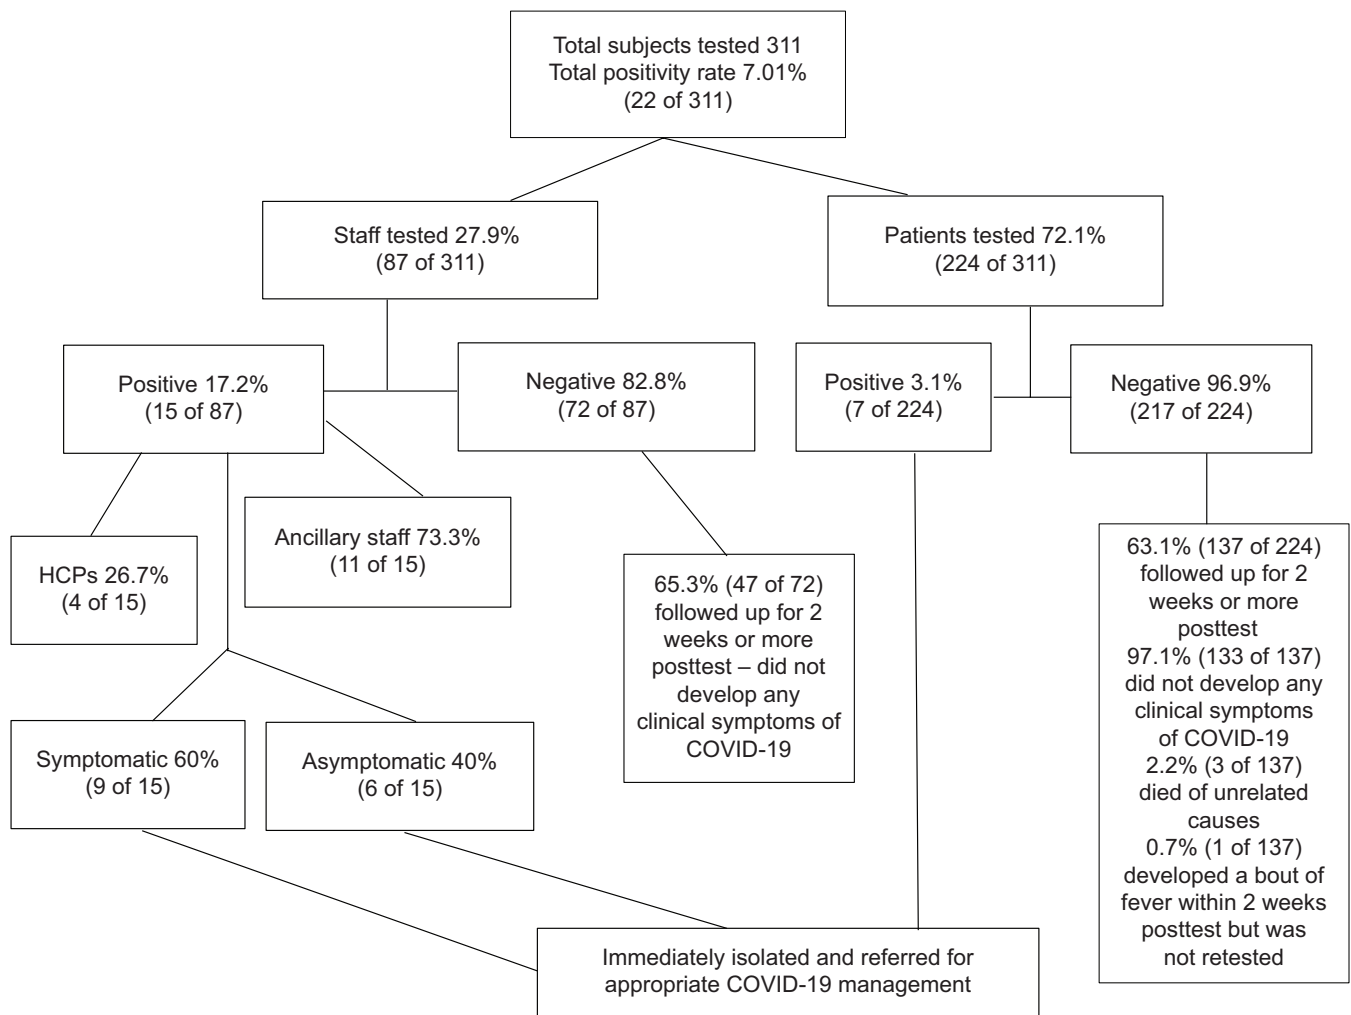 Total subjects tested 311
Total positivity rate 7.01%
(22 of 311)
Staff tested 27.9%
(87 of 311)
Patients tested 72.1%
(224 of 311)
Positive 17.2%
(15 of 87)
Negative 82.8%
(72 of 87)
Positive 3.1%
(7 of 224)
Negative 96.9%
(217 of 224)
HCPs 26.7%
(4 of 15)
Ancillary staff 73.3%
(11 of 15)
65.3% (47 of 72)
followed up for 2
weeks or more
posttest – did not
develop any
clinical symptoms of
COVID-19
63.1% (137 of 224)
followed up for 2
weeks or more
posttest
97.1% (133 of 137)
did not develop any
clinical symptoms
of COVID-19
2.2% (3 of 137)
died of unrelated
causes
0.7% (1 of 137)
developed a bout of
fever within 2 weeks
posttest but was
not retested
Symptomatic 60%
(9 of 15)
Asymptomatic 40%
(6 of 15)
Immediately isolated and referred for
appropriate COVID-19 management